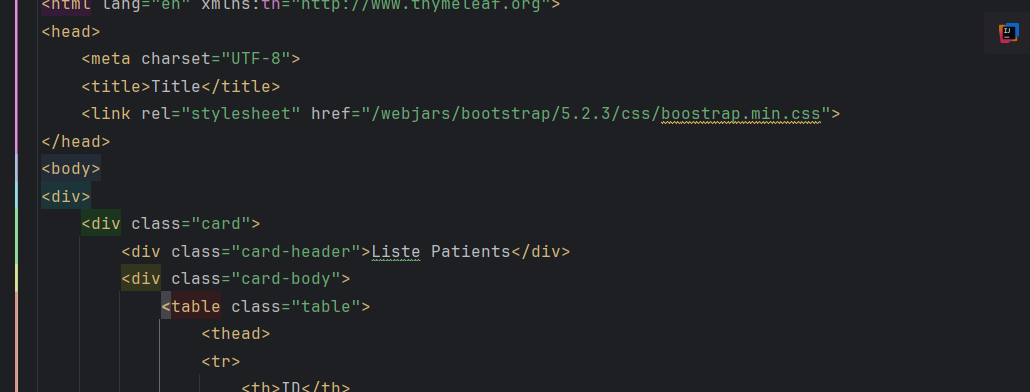 <html lang="en" xmlns:th="http://www.thymeleaf.org">
<head>
<meta charset="UTF-8">
<title>Title</title>
<link rel="stylesheet" href="/webjars/bootstrap/5.2.3/css/boostrap.min.css">
</head>
<body>
<div>
<div class="card">
<div class="card-header">Liste Patients</div>
<div class="card-body">
<table class="table">
<thead>
<tr>
<th>ID</th>
IJ